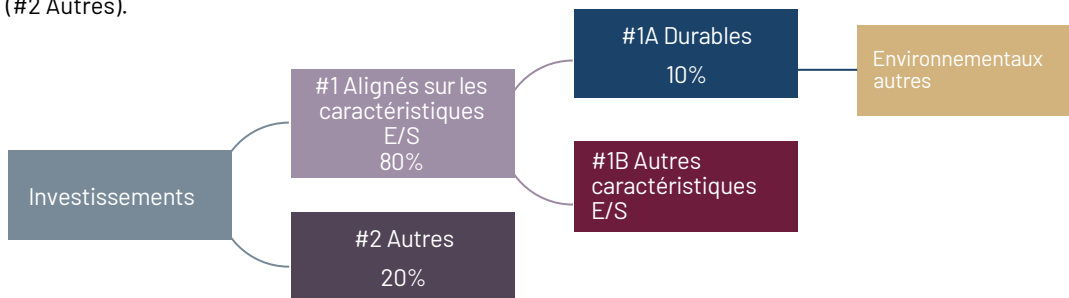 (#2 Autres).
#1A Durables
10%
Environnementaux
autres
#1 Alignés sur les
caractéristiques
E/S
80%
#1B Autres
caractéristiques
E/S
Investissements
#2 Autres
20%